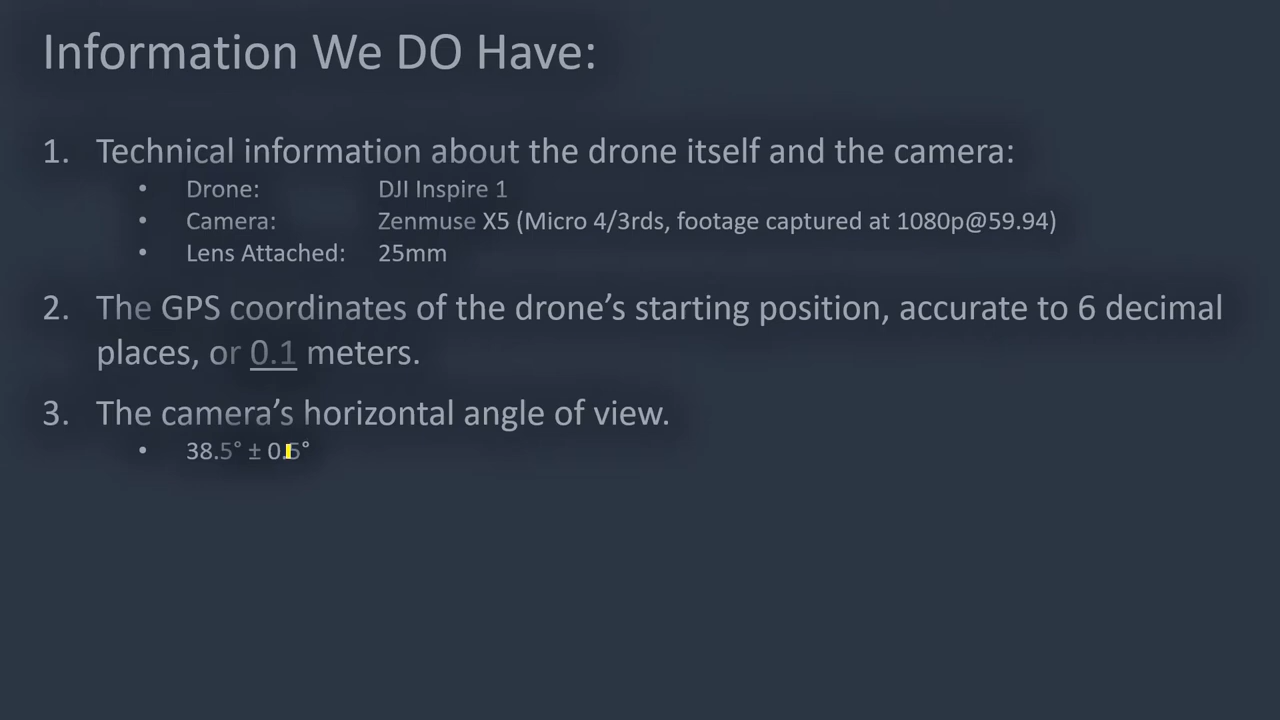 Information We DO Have:
1. Technical information about the drone itself and the camera:
• Drone: DJI Inspire 1
• Camera: Zenmuse X5 (Micro 4/3rds, footage captured at 1080p@59.94)
• Lens Attached: 25mm
2. The GPS coordinates of the drone’s starting position, accurate to 6 decimal
places, or 0.1 meters.
3. The camera’s horizontal angle of view.
• 38.5° ± 0.5°